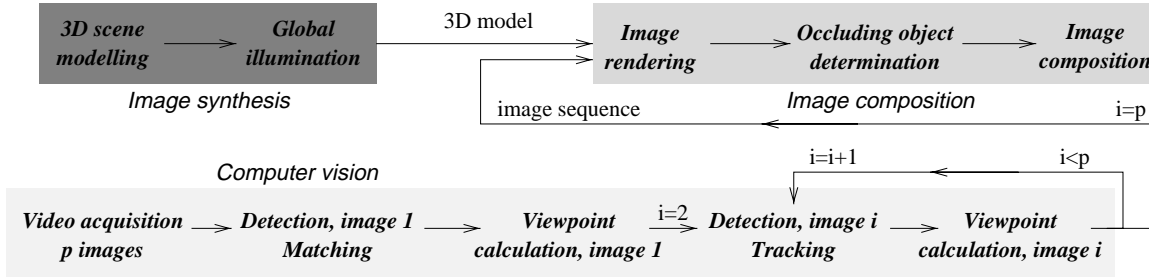 3D scene
modelling
Global
illumination
3D model
Image
rendering
Occluding object
determination
Image
composition
Image synthesis
Image composition
image sequence
i=p
Computer vision
i=i+1
i<p
Video acquisition
p images
Detection, image 1
Matching
Viewpoint
calculation, image 1
i=2
Detection, image i
Tracking
Viewpoint
calculation, image i